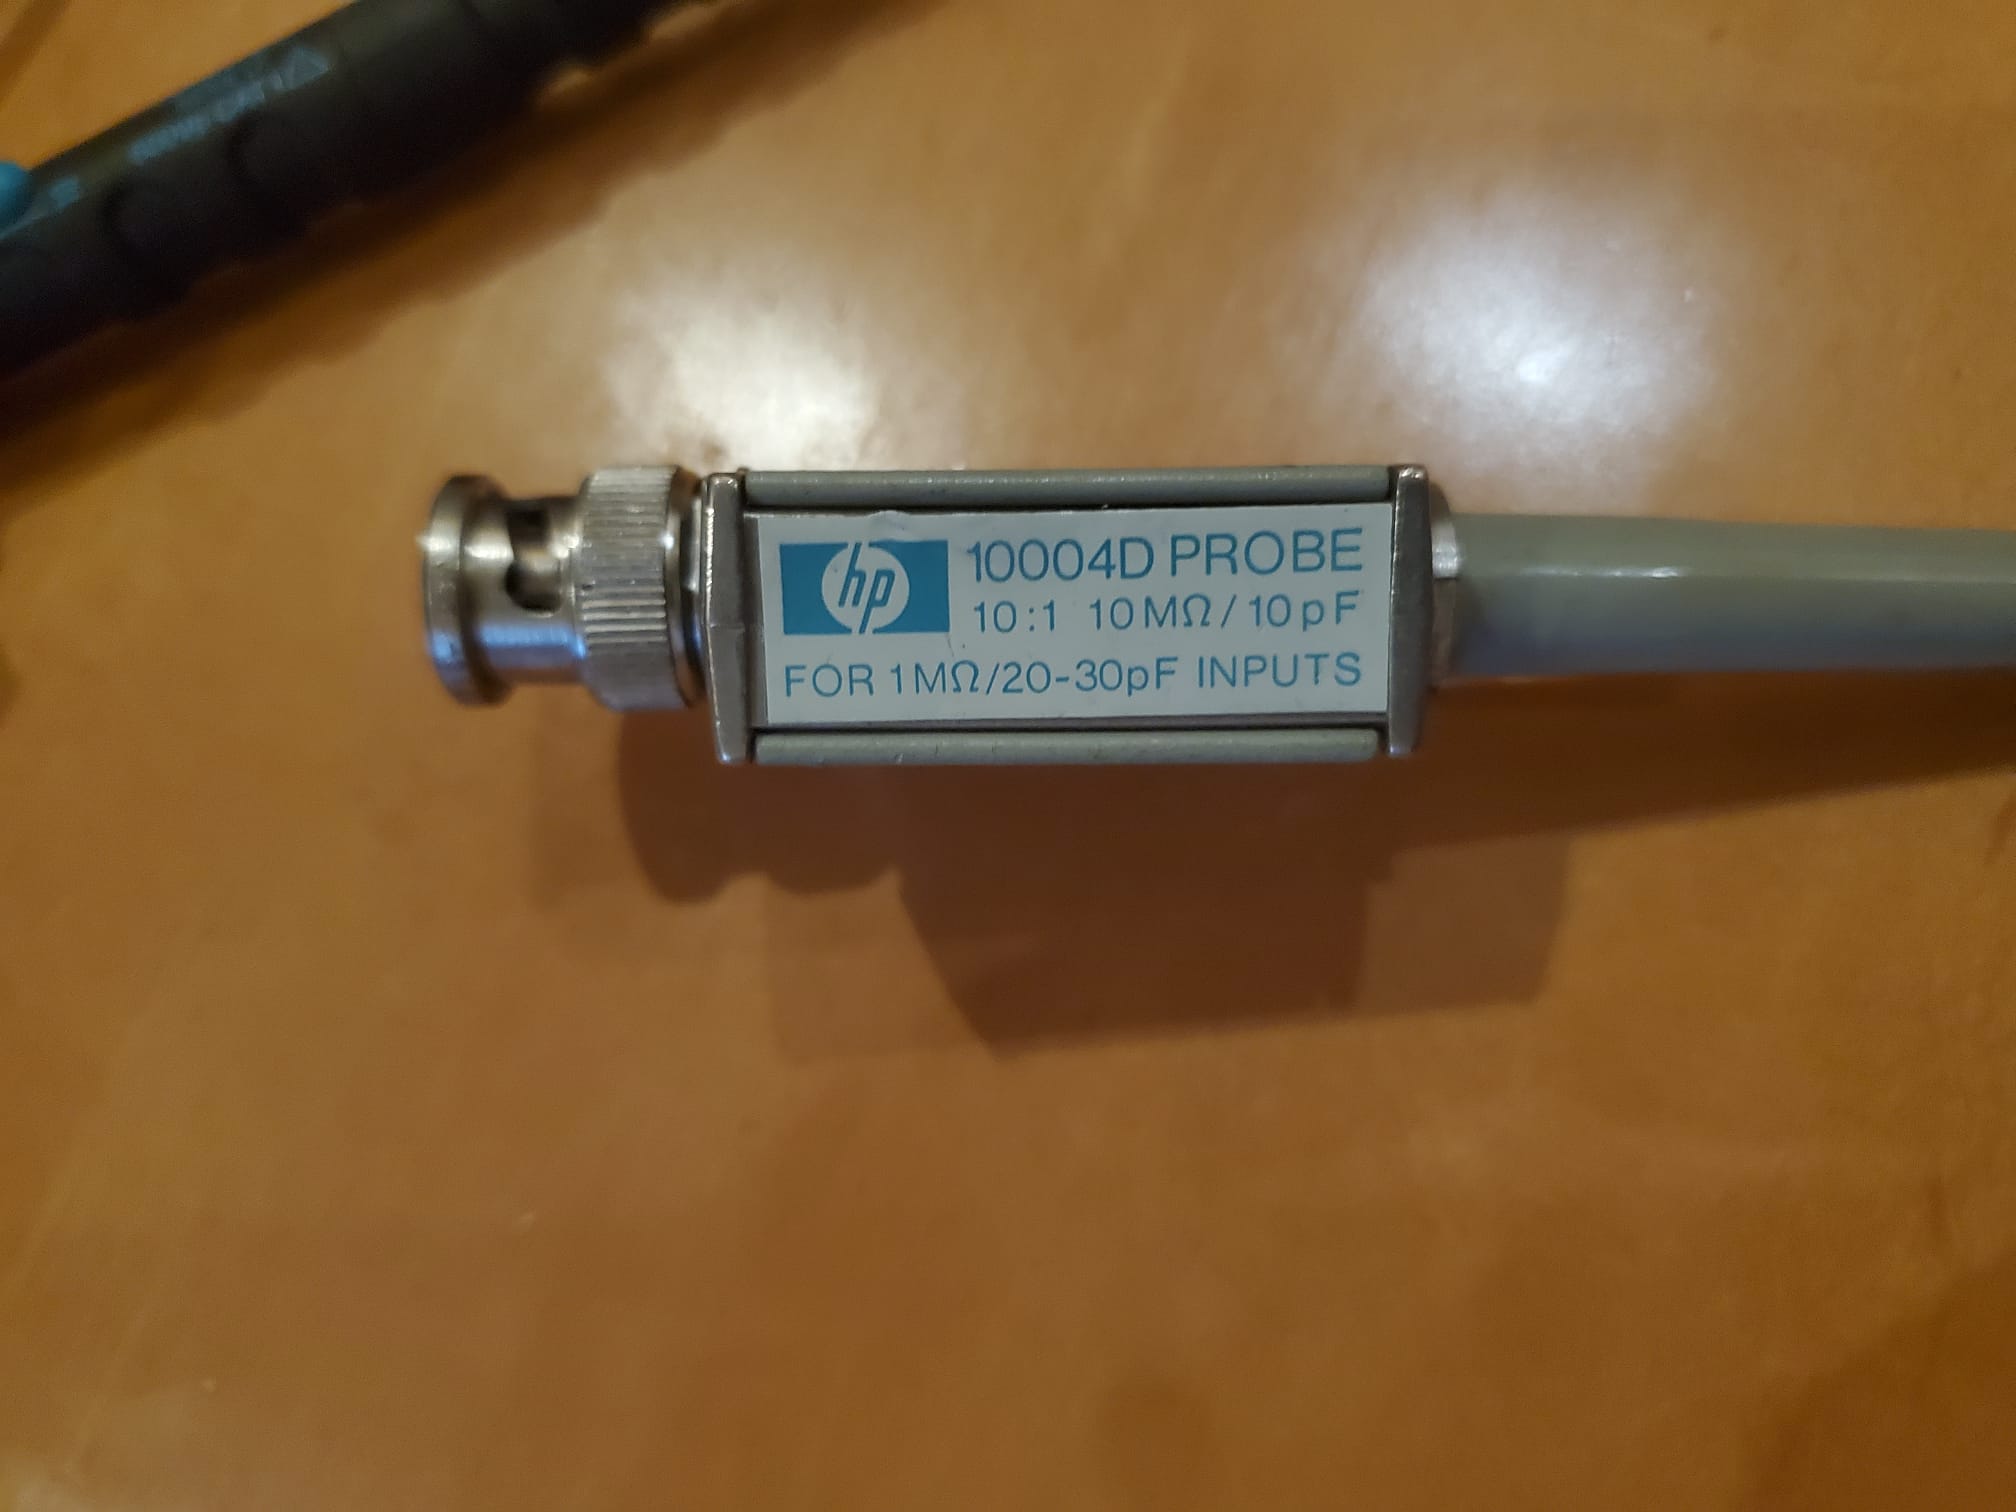 hp
10004D PROBE
10:1 10MΩ/10pF
FOR 1MΩ/20-30pF INPUTS